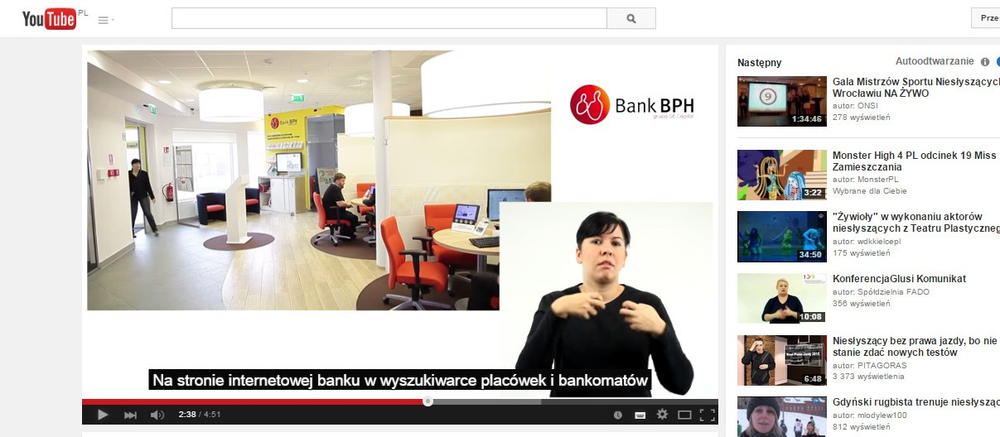 YouTube PL
Prze
Bank BPH
grupa GE Capital
Bank BPH
Na stronie internetowej banku w wyszukiwarce placówek i bankomatów
2:38 / 4:51
Następny
Autoodtwarzanie
Gala Mistrzów Sportu Niesłyszących
Wrocławiu NA ŻYWO
autor: ONSI
278 wyświetleń
9
1:34:46
Monster High 4 PL odcinek 19 Miss
Zamieszczania
autor: MonsterPL
Wybrane dla Ciebie
3:22
"Żywioły" w wykonaniu aktorów
niesłyszących z Teatru Plastyczneg
autor: wdkkielcepl
175 wyświetleń
34:50
KonferencjaGlusi Komunikat
autor: Spółdzielnia FADO
356 wyświetleń
10:08
Niesłyszący bez prawa jazdy, bo nie
stanie zdać nowych testów
autor: PITAGORAS
3 373 wyświetlenia
6:48
Gdyński rugbista trenuje niesłysząc
autor: mlodylew100
812 wyświetleń